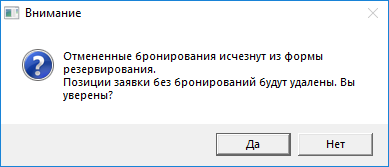 Внимание
Отмененные бронирования исчезнут из формы
резервирования.
Позиции заявки без бронирований будут удалены. Вы
уверены?
Да
Нет